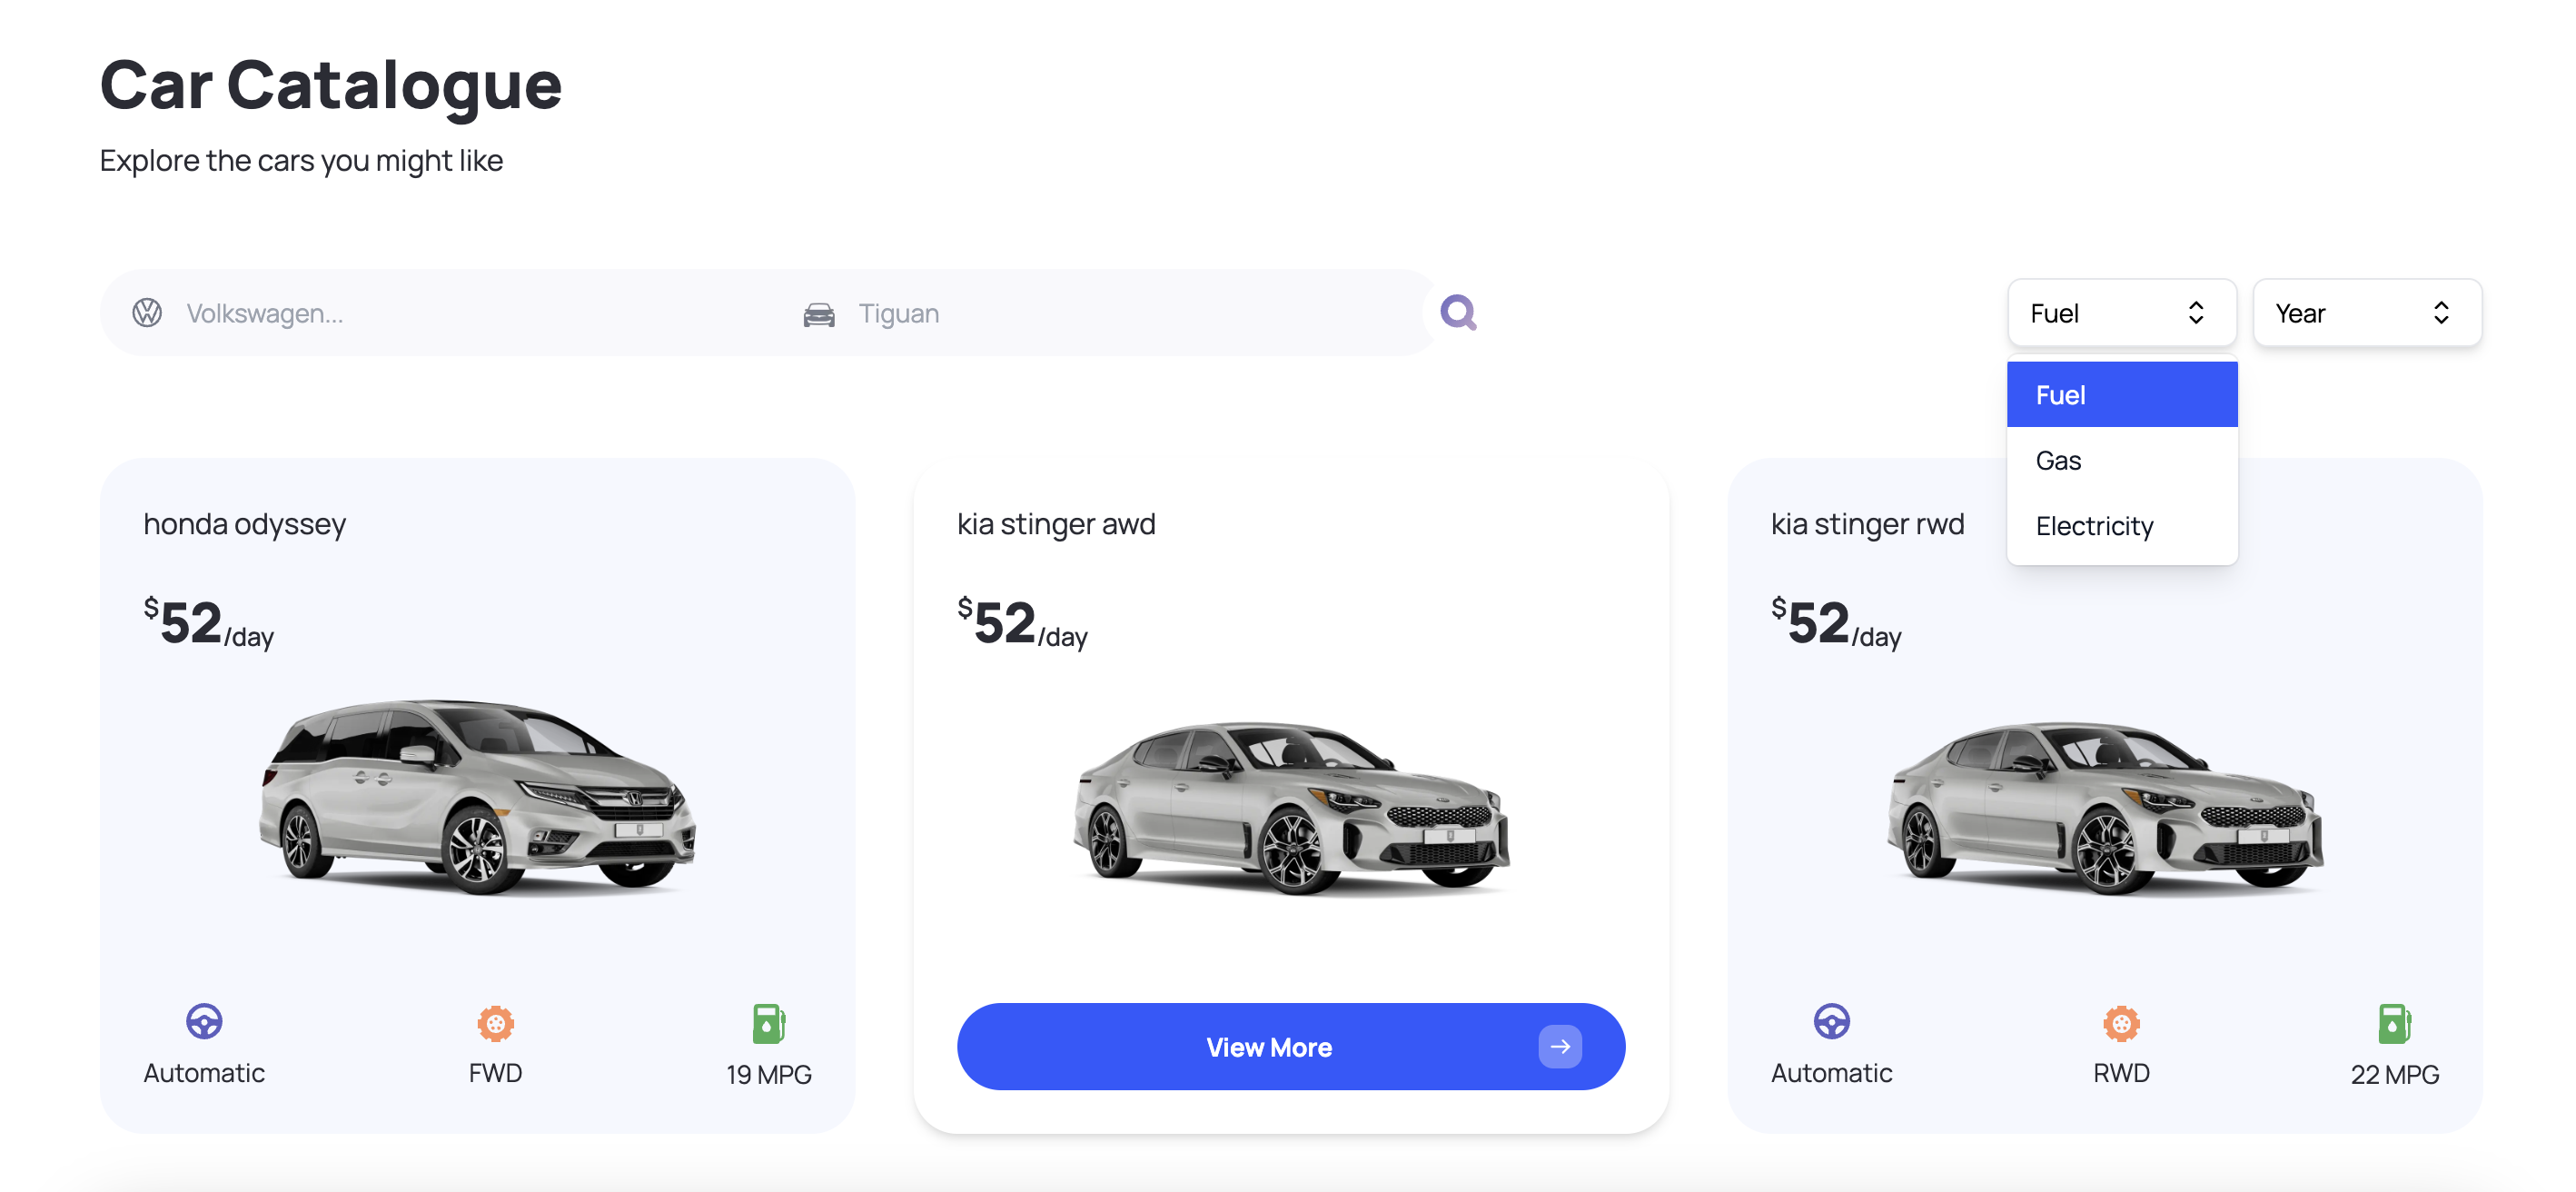 Car Catalogue
Explore the cars you might like
Volkswagen...
Tiguan
Fuel
Year
Fuel
Gas
Electricity
honda odyssey
$52/day
Automatic
FWD
19 MPG
kia stinger awd
$52/day
View More
kia stinger rwd
$52/day
Automatic
RWD
22 MPG